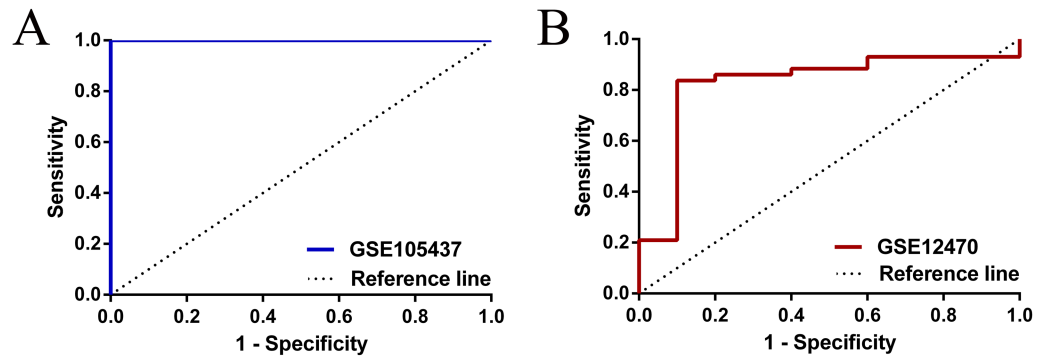 A
1.0
0.8
0.6
0.4
0.2
0.0
Sensitivity
0.0 0.2 0.4 0.6 0.8 1.0
1 - Specificity
GSE105437
Reference line
B
1.0
0.8
0.6
0.4
0.2
0.0
Sensitivity
0.0 0.2 0.4 0.6 0.8 1.0
1 - Specificity
GSE12470
Reference line